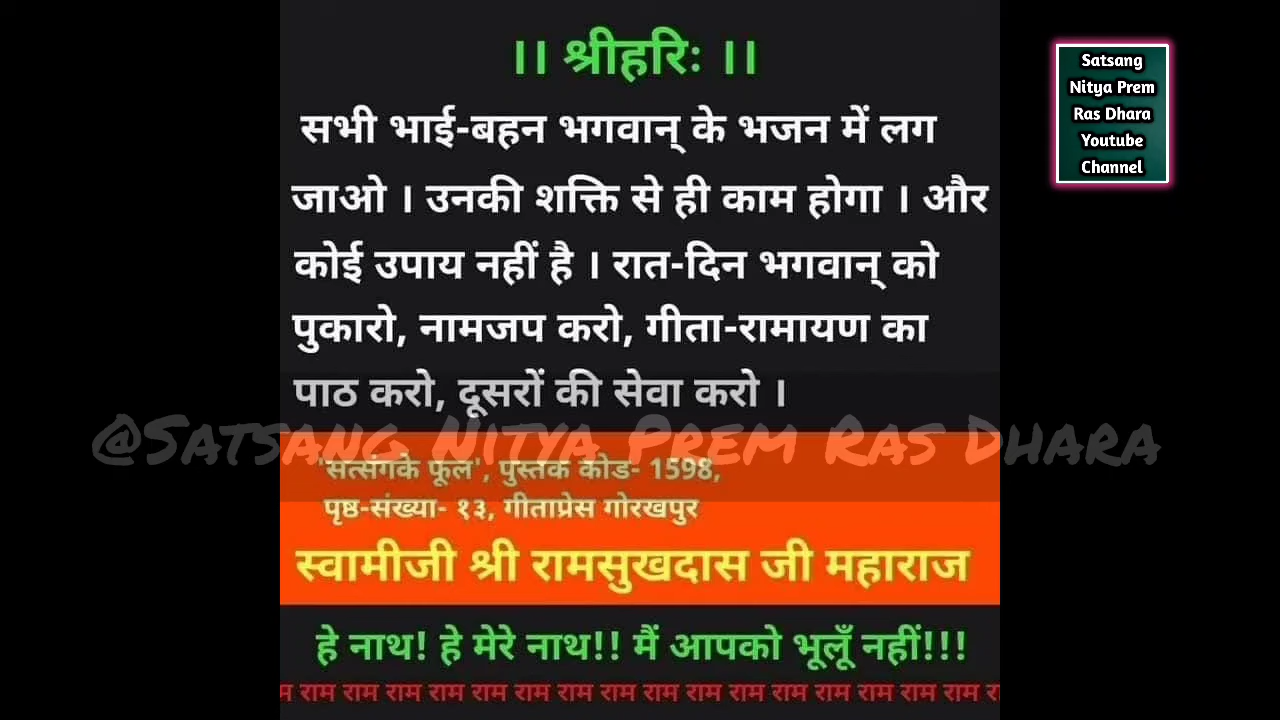 ।। श्रीहरिः ।।
सभी भाई-बहन भगवान् के भजन में लग
जाओ । उनकी शक्ति से ही काम होगा । और
कोई उपाय नहीं है । रात-दिन भगवान् को
पुकारो, नामजप करो, गीता-रामायण का
पाठ करो, दूसरों की सेवा करो ।
'सत्संगके फूल', पुस्तक कोड- 1598,
पृष्ठ-संख्या- १३, गीताप्रेस गोरखपुर
स्वामीजी श्री रामसुखदास जी महाराज
हे नाथ! हे मेरे नाथ!! मैं आपको भूलूँ नहीं!!!
म राम राम राम राम राम राम राम राम राम राम राम राम राम राम राम राम रा
@Satsang Nitya Prem Ras Dhara
Satsang
Nitya Prem
Ras Dhara
Youtube
Channel